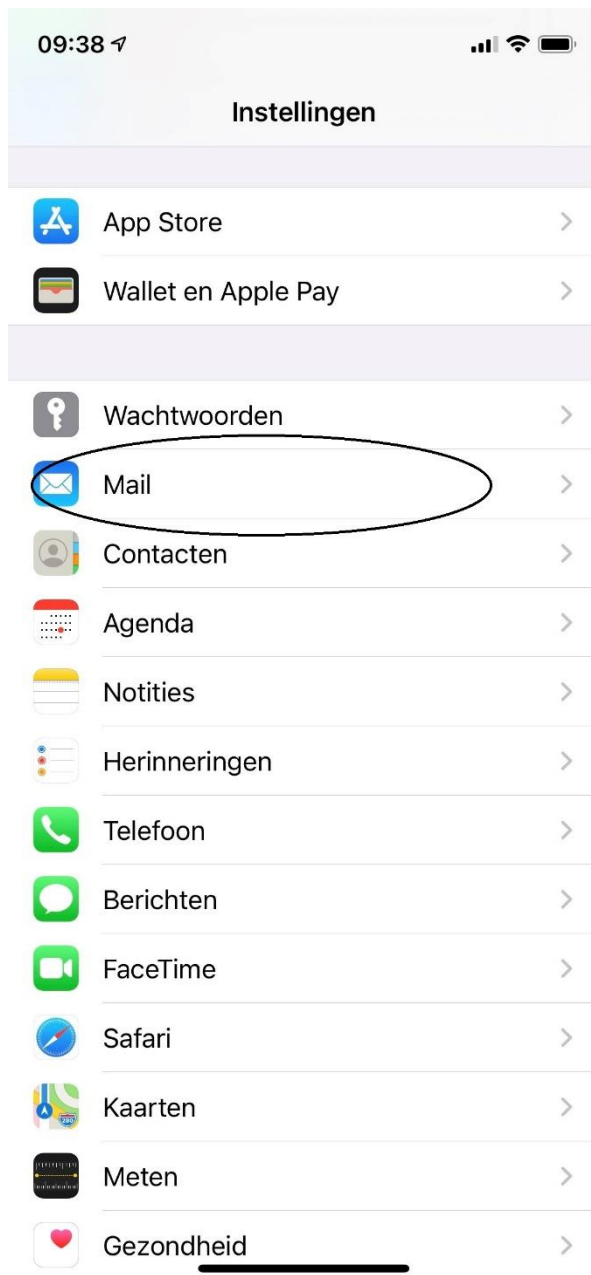 09:38
Instellingen
App Store
Wallet en Apple Pay
Wachtwoorden
Mail
Contacten
Agenda
Notities
Herinneringen
Telefoon
Berichten
FaceTime
Safari
280
Kaarten
Meten
Gezondheid